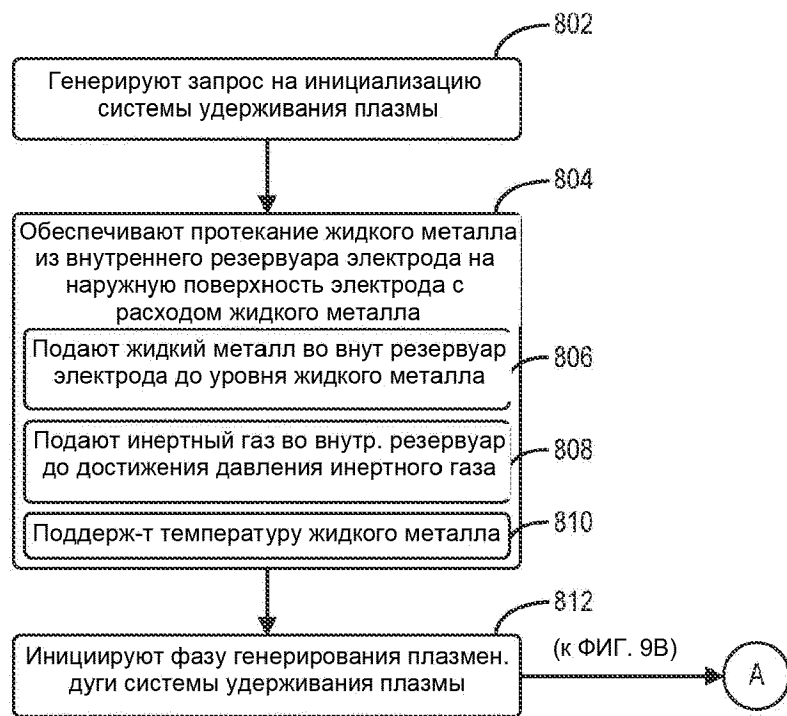 802
Генерируют запрос на инициализацию
системы удерживания плазмы
804
Обеспечивают протекание жидкого металла
из внутреннего резервуара электрода на
наружную поверхность электрода с
расходом жидкого металла
Подают жидкий металл во внут резервуар
электрода до уровня жидкого металла
806
Подают инертный газ во внутр. резервуар
до достижения давления инертного газа
808
Поддерж-т температуру жидкого металла
810
812
Инициируют фазу генерирования плазмен.
дуги системы удерживания плазмы
(к ФИГ. 9B)
A